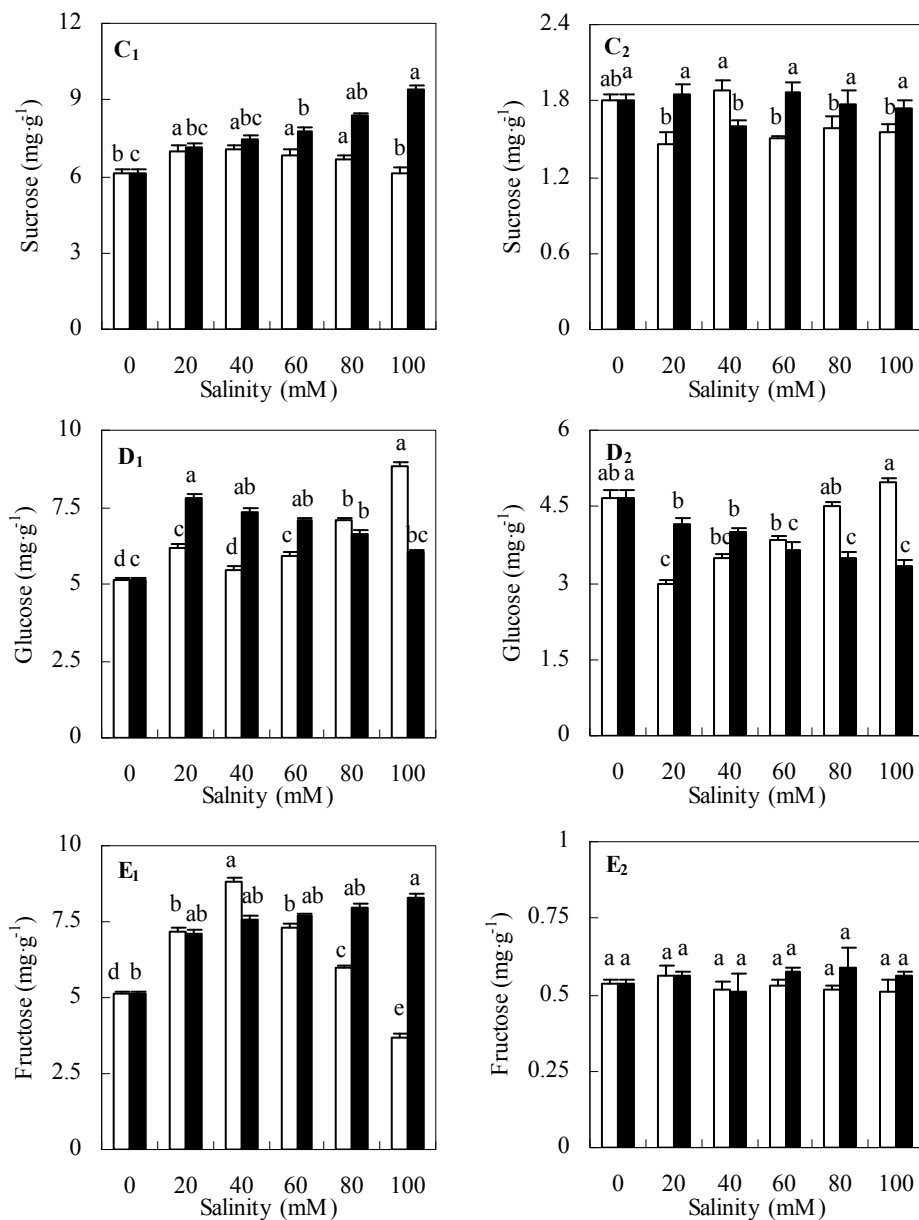 C₁
12
9
6
3
0
Sucrose (mg·g⁻¹)
b c
a bc
a abc
a b
a ab
b a
0 20 40 60 80 100
Salinity (mM)
C₂
2.4
1.8
1.2
0.6
0
Sucrose (mg·g⁻¹)
ab a
b a
a b
b a
b a
b a
0 20 40 60 80 100
Salinity (mM)
D₁
10
7.5
5
2.5
0
Glucose (mg·g⁻¹)
d c
c a
d ab
c ab
b b
a bc
0 20 40 60 80 100
Salnity (mM)
D₂
6
4.5
3
1.5
0
Glucose (mg·g⁻¹)
ab a
c b
bc b
b c
ab c
a c
0 20 40 60 80 100
Salinity (mM)
E₁
10
7.5
5
2.5
0
Fructose (mg·g⁻¹)
d b
b ab
a ab
b ab
c ab
e a
0 20 40 60 80 100
Salinity (mM)
E₂
1
0.75
0.5
0.25
0
Fructose (mg·g⁻¹)
a a
a a
a a
a a
a a
a a
0 20 40 60 80 100
Salinity (mM)